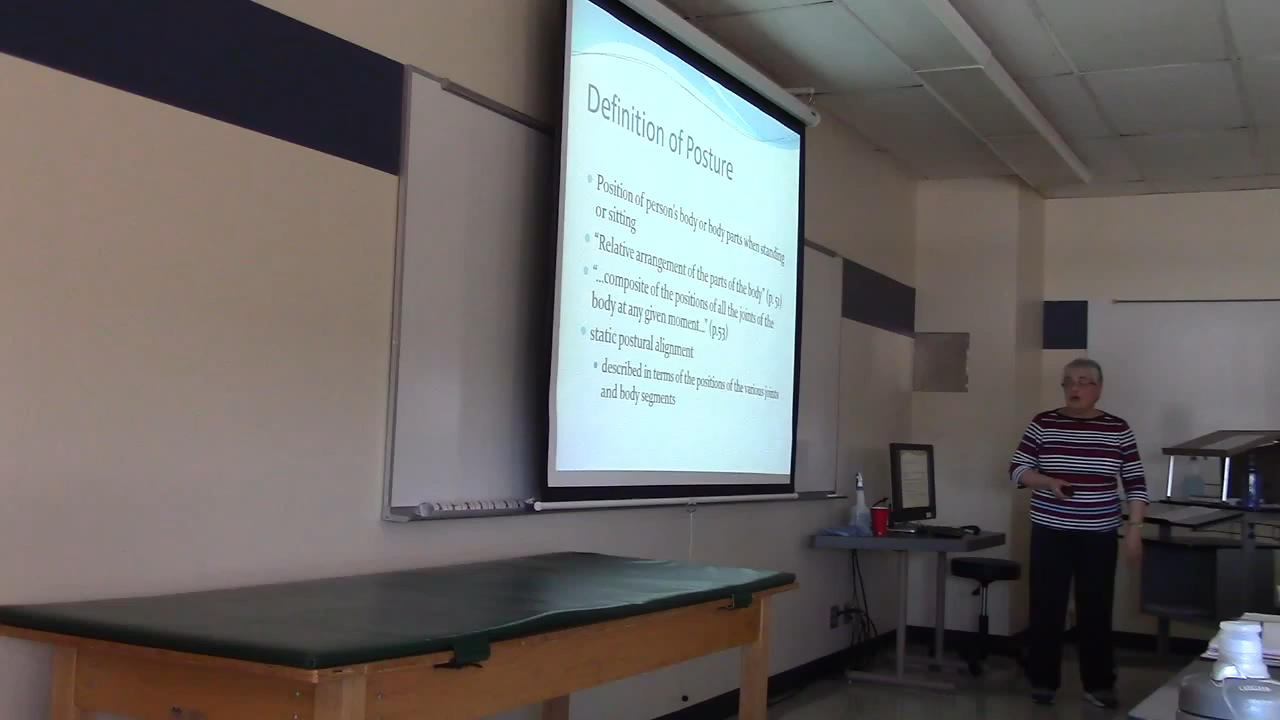 Definition of Posture
• Position of person's body or body parts when standing
or sitting
• “Relative arrangement of the parts of the body” (p. 51)
• “...composite of the positions of all the joints of the
body at any given moment...” (p.53)
• static postural alignment
• described in terms of the positions of the various joints
and body segments